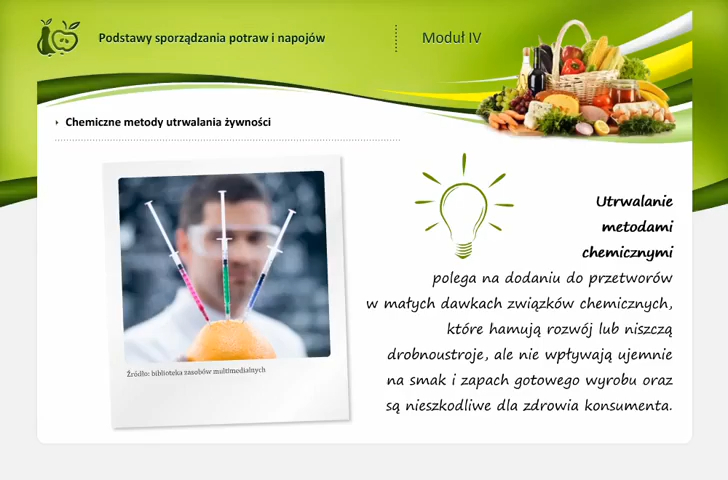 Podstawy sporządzania potraw i napojów
Moduł IV
Chemiczne metody utrwalania żywności
Utrwalanie
metodami
chemicznymi
polega na dodaniu do przetworów
w małych dawkach związków chemicznych,
które hamują rozwój lub niszczą
drobnoustroje, ale nie wpływają ujemnie
na smak i zapach gotowego wyrobu oraz
są nieszkodliwe dla zdrowia konsumenta.
Źródło: biblioteka zasobów multimedialnych